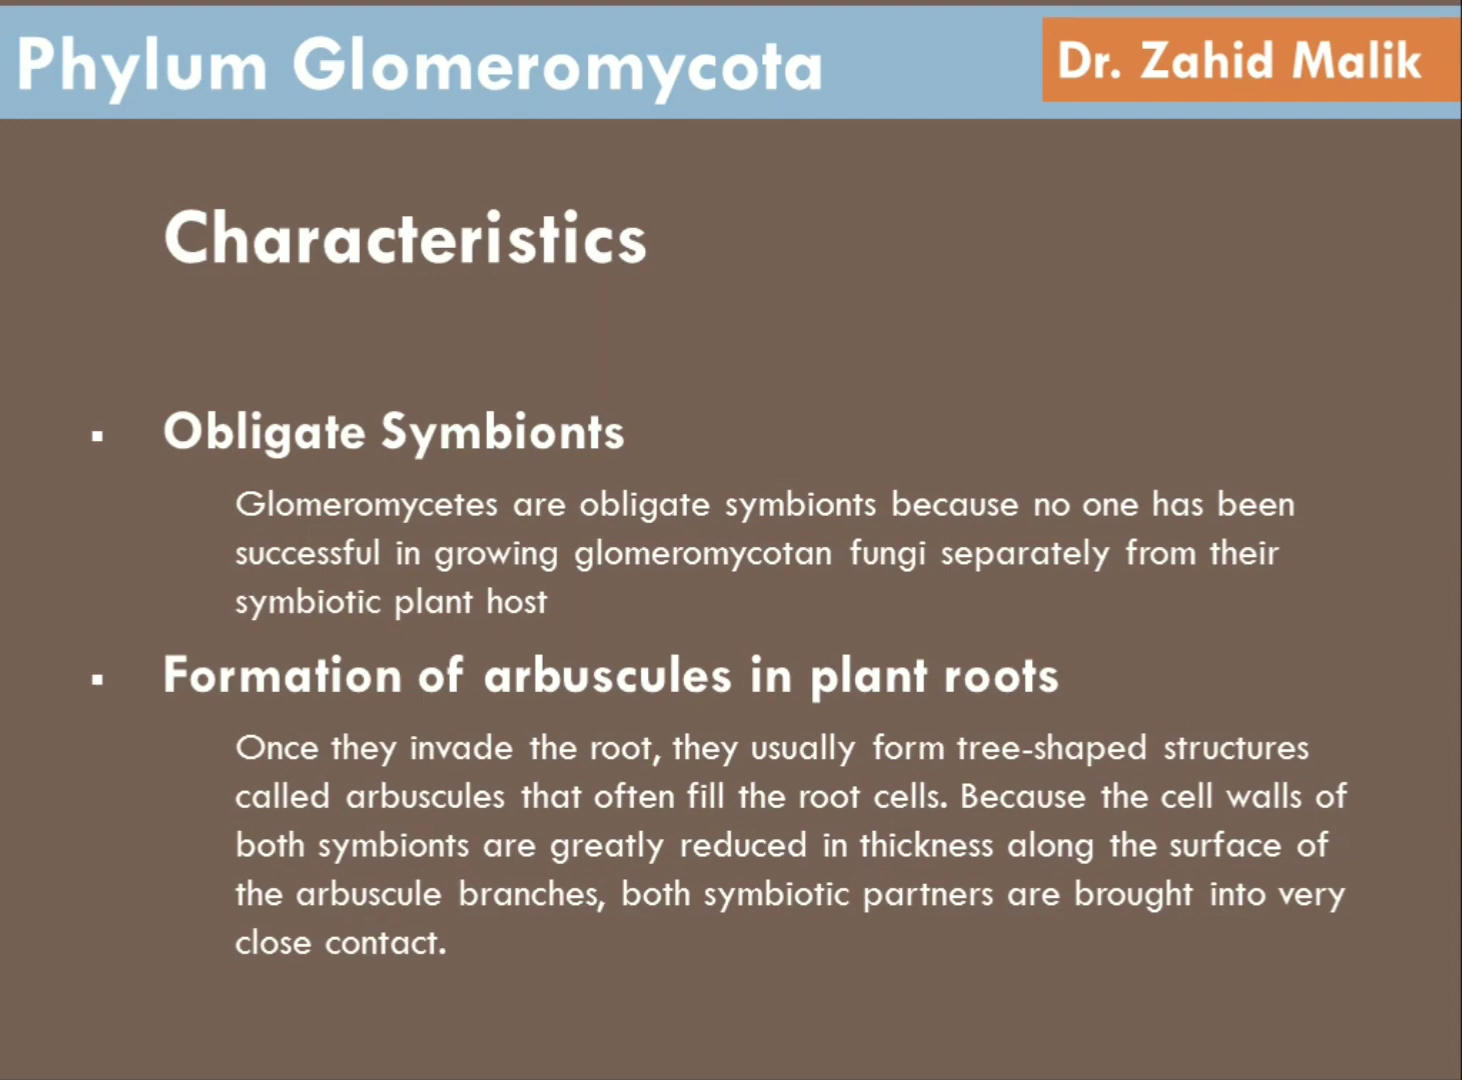 Phylum Glomeromycota
Dr. Zahid Malik
Characteristics
▪ Obligate Symbionts
Glomeromycetes are obligate symbionts because no one has been
successful in growing glomeromycotan fungi separately from their
symbiotic plant host
▪ Formation of arbuscules in plant roots
Once they invade the root, they usually form tree-shaped structures
called arbuscules that often fill the root cells. Because the cell walls of
both symbionts are greatly reduced in thickness along the surface of
the arbuscule branches, both symbiotic partners are brought into very
close contact.